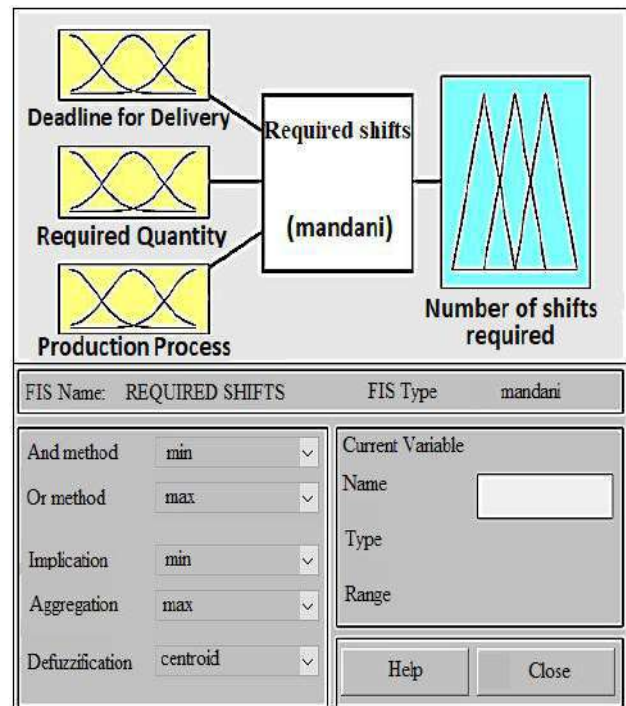 Deadline for Delivery
Required shifts
Required Quantity
(mandani)
Production Process
Number of shifts
required
FIS Name: REQUIRED SHIFTS FIS Type mandani
And method min
Or method max
Implication min
Aggregation max
Defuzzification centroid
Current Variable
Name
Type
Range
Help Close